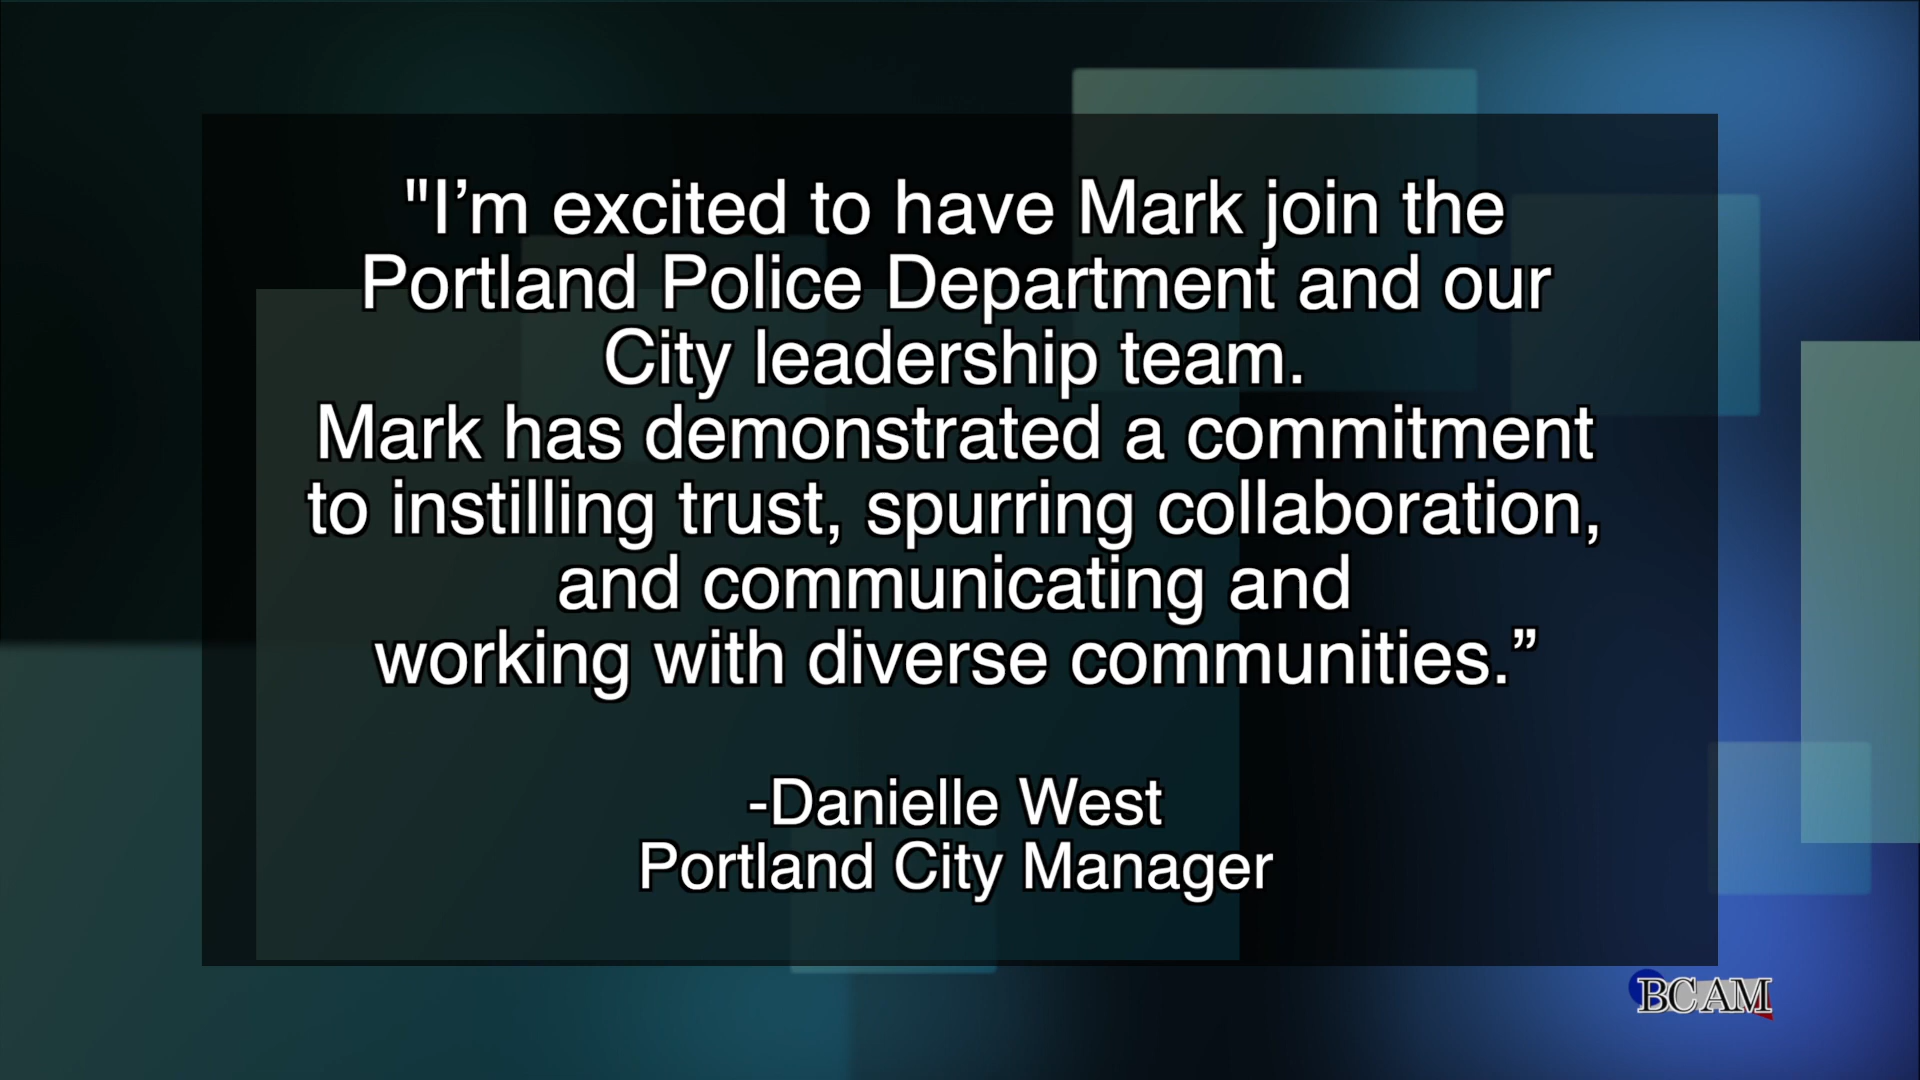 "I’m excited to have Mark join the
Portland Police Department and our
City leadership team.
Mark has demonstrated a commitment
to instilling trust, spurring collaboration,
and communicating and
working with diverse communities.”
-Danielle West
Portland City Manager
BCAM